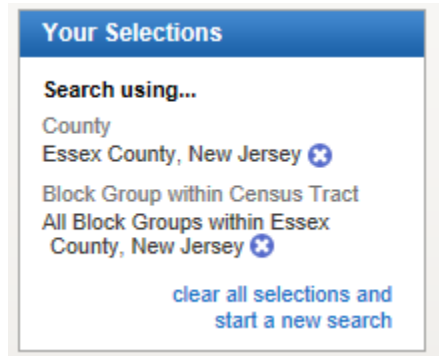 Your Selections
Search using...
County
Essex County, New Jersey
Block Group within Census Tract
All Block Groups within Essex
County, New Jersey
clear all selections and
start a new search